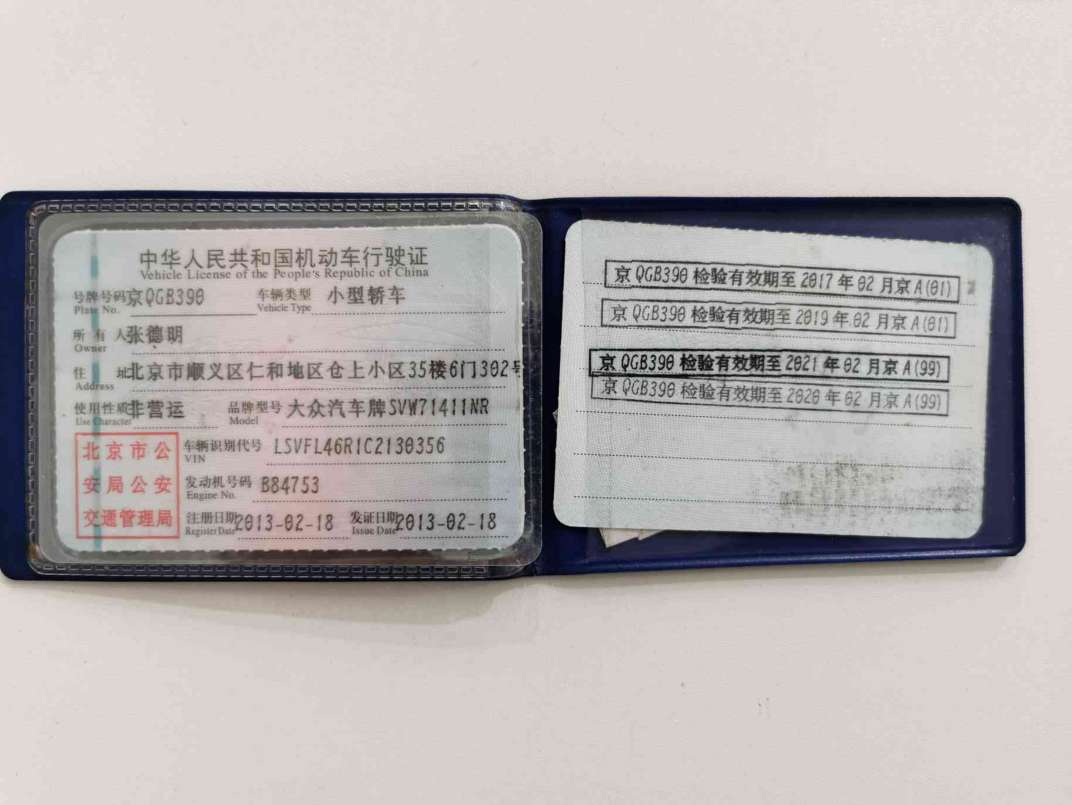 中华人民共和国机动车行驶证
Vehicle License of the People's Republic of China
号牌号码 京QGB390 车辆类型 小型轿车
Plate No. Vehicle Type
所有人 张德明
Owner
住址 北京市顺义区仁和地区仓上小区35楼6门302号
Address
使用性质 非营运 品牌型号 大众汽车牌SVW71411NR
Use Character Model
北京市公
安局公安
交通管理局
车辆识别代号 LSVFL46R1C2130356
VIN
发动机号码 B84753
Engine No.
注册日期 2013-02-18 发证日期 2013-02-18
Register Date Issue Date
京QGB390 检验有效期至 2017年02月京A(01)
京QGB390 检验有效期至 2019年02月京A(01)
京QGB390 检验有效期至 2021年02月京A(99)
京QGB390 检验有效期至 2020年02月京A(99)